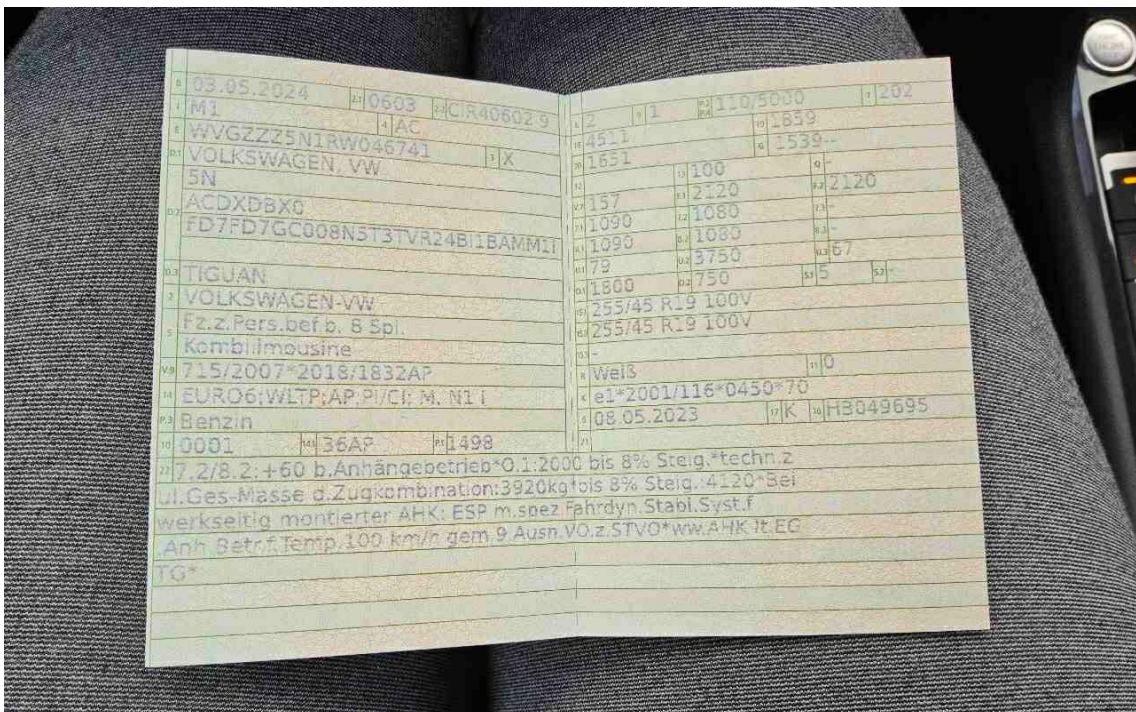 B 03.05.2024 2.1 0603 2.2 CIR40602 9
J M1 4 AC
E WVGZZZ5N1RW046741 3 X
D.1 VOLKSWAGEN, VW
5N
D.2 ACDXDBX0
FD7FD7GC008N5T3TVR24BI1BAMM1I
D.3 TIGUAN
2 VOLKSWAGEN-VW
5 Fz.z.Pers.bef.b. 8 Spl.
Kombilimousine
V.9 715/2007*2018/1832AP
14 EURO6;WLTP;AP;PI/CI; M, N1 I
P.3 Benzin
10 0001 14.1 36AP P.1 1498
L 2 9 1 P.2 P.4 110/5000 T 202
18 4511 19 1859
20 1651 G 1539--
12 13 100 Q -
V.7 157 F.1 2120 F.2 2120
7.1 1090 7.2 1080 7.3 -
8.1 1090 8.2 1080 8.3 -
U.1 79 U.2 3750 U.3 67
O.1 1800 O.2 750 S.1 5 S.2 -
15.1 255/45 R19 100V
15.2 255/45 R19 100V
15.3 -
R Weiß 11 0
K e1*2001/116*0450*70
6 08.05.2023 17 K 16 HB049695
21
22 7.2/8.2:+60 b.Anhängebetrieb*O.1:2000 bis 8% Steig.*techn.z
ul.Ges-Masse d.Zugkombination:3920kg*bis 8% Steig.:4120*Bei
werkseitig montierter AHK: ESP m.spez.Fahrdyn.Stabi.Syst.f
.Anh.Betr.f.Temp.100 km/h gem.9.Ausn.VO.z.STVO*ww.AHK lt.EG
TG*